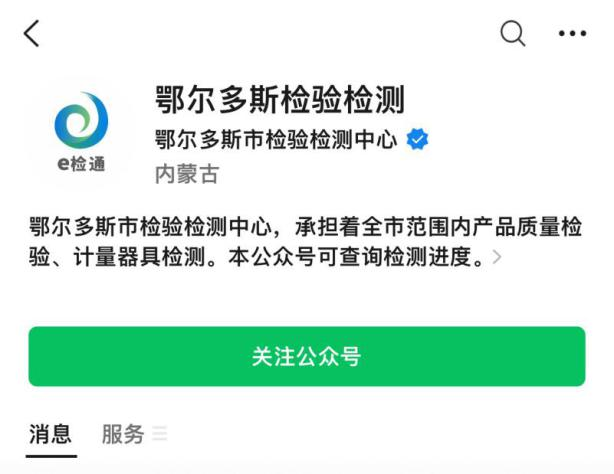 鄂尔多斯检验检测
鄂尔多斯市检验检测中心
e检通
内蒙古
鄂尔多斯市检验检测中心，承担着全市范围内产品质量检
验、计量器具检测。本公众号可查询检测进度。
关注公众号
消息 服务